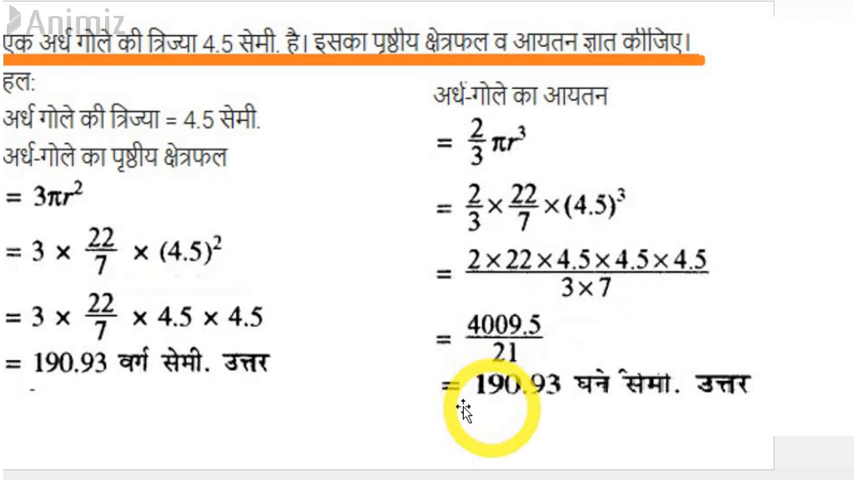 Animiz
एक अर्ध गोले की त्रिज्या 4.5 सेमी. है। इसका पृष्ठीय क्षेत्रफल व आयतन ज्ञात कीजिए।
हल:
अर्ध गोले की त्रिज्या = 4.5 सेमी.
अर्ध-गोले का पृष्ठीय क्षेत्रफल
= 3πr²
= 3 × 22/7 × (4.5)²
= 3 × 22/7 × 4.5 × 4.5
= 190.93 वर्ग सेमी. उत्तर
अर्ध-गोले का आयतन
= 2/3 πr³
= 2/3 × 22/7 × (4.5)³
= 2 × 22 × 4.5 × 4.5 × 4.5 / 3 × 7
= 4009.5 / 21
= 190.93 घन सेमी. उत्तर